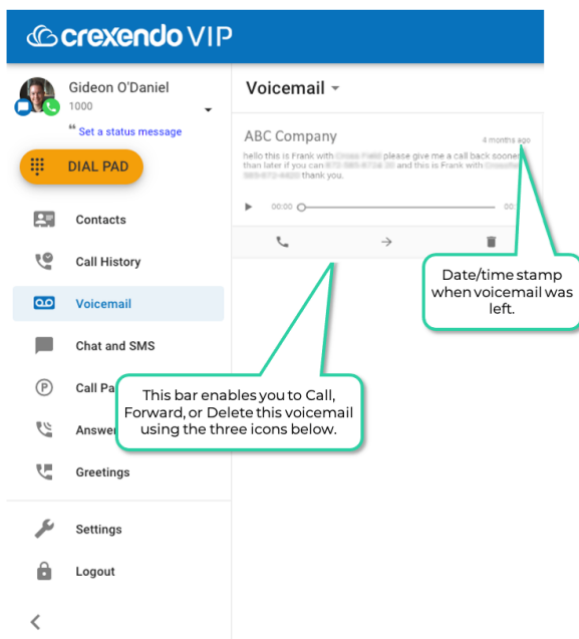 crexendo VIP
Gideon O'Daniel
1000
“ Set a status message
DIAL PAD
Contacts
Call History
Voicemail
Chat and SMS
Call Pa
Answe
Greetings
Settings
Logout
Voicemail
ABC Company
4 months ago
hello this is Frank with please give me a call back sooner
than later if you can and this is Frank with
thank you.
00:00
00:
Date/time stamp
when voicemail was
left.
This bar enables you to Call,
Forward, or Delete this voicemail
using the three icons below.